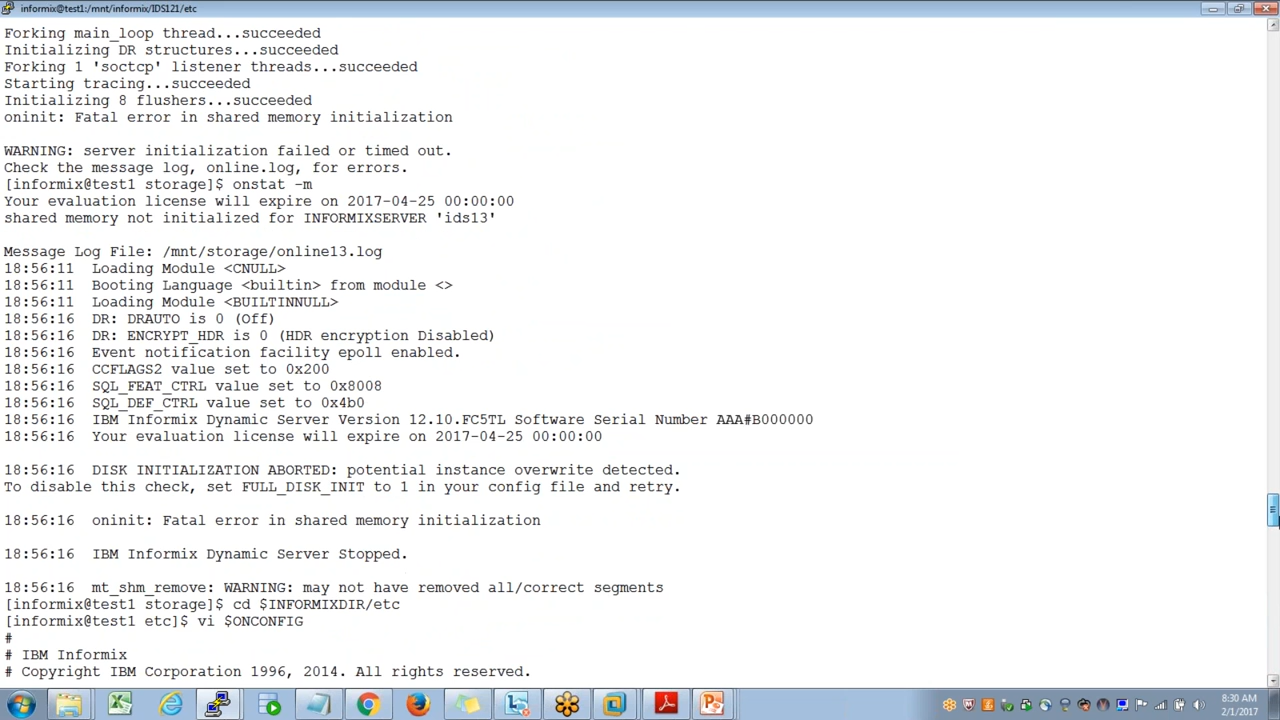 informix@test1:/mnt/informix/IDS121/etc
Forking main_loop thread...succeeded
Initializing DR structures...succeeded
Forking 1 'soctcp' listener threads...succeeded
Starting tracing...succeeded
Initializing 8 flushers...succeeded
oninit: Fatal error in shared memory initialization
WARNING: server initialization failed or timed out.
Check the message log, online.log, for errors.
[informix@test1 storage]$ onstat -m
Your evaluation license will expire on 2017-04-25 00:00:00
shared memory not initialized for INFORMIXSERVER 'ids13'
Message Log File: /mnt/storage/online13.log
18:56:11  Loading Module <CNULL>
18:56:11  Booting Language <builtin> from module <>
18:56:11  Loading Module <BUILTINNULL>
18:56:16  DR: DRAUTO is 0 (Off)
18:56:16  DR: ENCRYPT_HDR is 0 (HDR encryption Disabled)
18:56:16  Event notification facility epoll enabled.
18:56:16  CCFLAGS2 value set to 0x200
18:56:16  SQL_FEAT_CTRL value set to 0x8008
18:56:16  SQL_DEF_CTRL value set to 0x4b0
18:56:16  IBM Informix Dynamic Server Version 12.10.FC5TL Software Serial Number AAA#B000000
18:56:16  Your evaluation license will expire on 2017-04-25 00:00:00
18:56:16  DISK INITIALIZATION ABORTED: potential instance overwrite detected.
To disable this check, set FULL_DISK_INIT to 1 in your config file and retry.
18:56:16  oninit: Fatal error in shared memory initialization
18:56:16  IBM Informix Dynamic Server Stopped.
18:56:16  mt_shm_remove: WARNING: may not have removed all/correct segments
[informix@test1 storage]$ cd $INFORMIXDIR/etc
[informix@test1 etc]$ vi $ONCONFIG
#
# IBM Informix
# Copyright IBM Corporation 1996, 2014. All rights reserved.
8:30 AM
2/1/2017